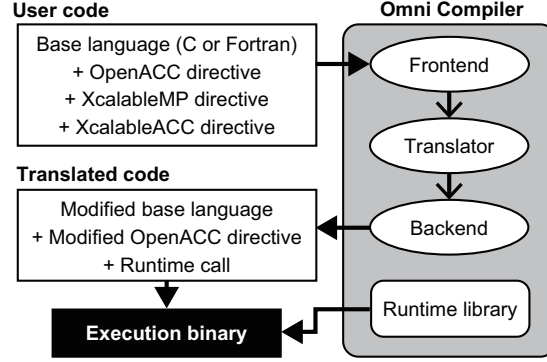 User code
Base language (C or Fortran)
+ OpenACC directive
+ XcalableMP directive
+ XcalableACC directive
Translated code
Modified base language
+ Modified OpenACC directive
+ Runtime call
Execution binary
Omni Compiler
Frontend
Translator
Backend
Runtime library